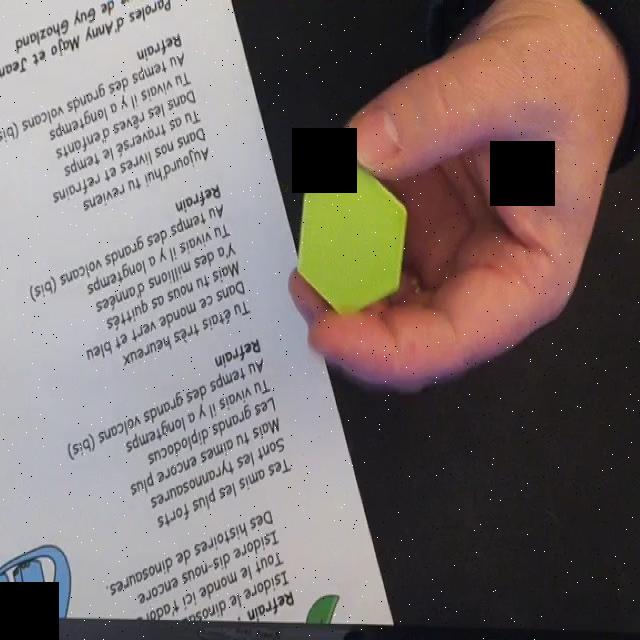 Refrain
Isidore le dinosau
Tout le monde ici t'ador
Isidore dis-nous encore
Des histoires de dinosaures.
Tes amis les plus forts
Sont les tyrannosaures
Mais tu aimes encore plus
Les grands diplodocus
Tu vivais il y a longtemps
Au temps des grands volcans (bis)
Refrain
Tu étais très heureux
Dans ce monde vert et bleu
Mais tu nous as quittés
Y'a des millions d'années
Tu vivais il y a longtemps
Au temps des grands volcans (bis)
Refrain
Aujourd'hui tu reviens
Dans nos livres et refrains
Tu as traversé le temps
Dans les rêves d'enfants
Tu vivais il y a longtemps
Au temps des grands volcans (bis)
Refrain
Paroles d'Anny Majo et Jean
de Guy Ghozland